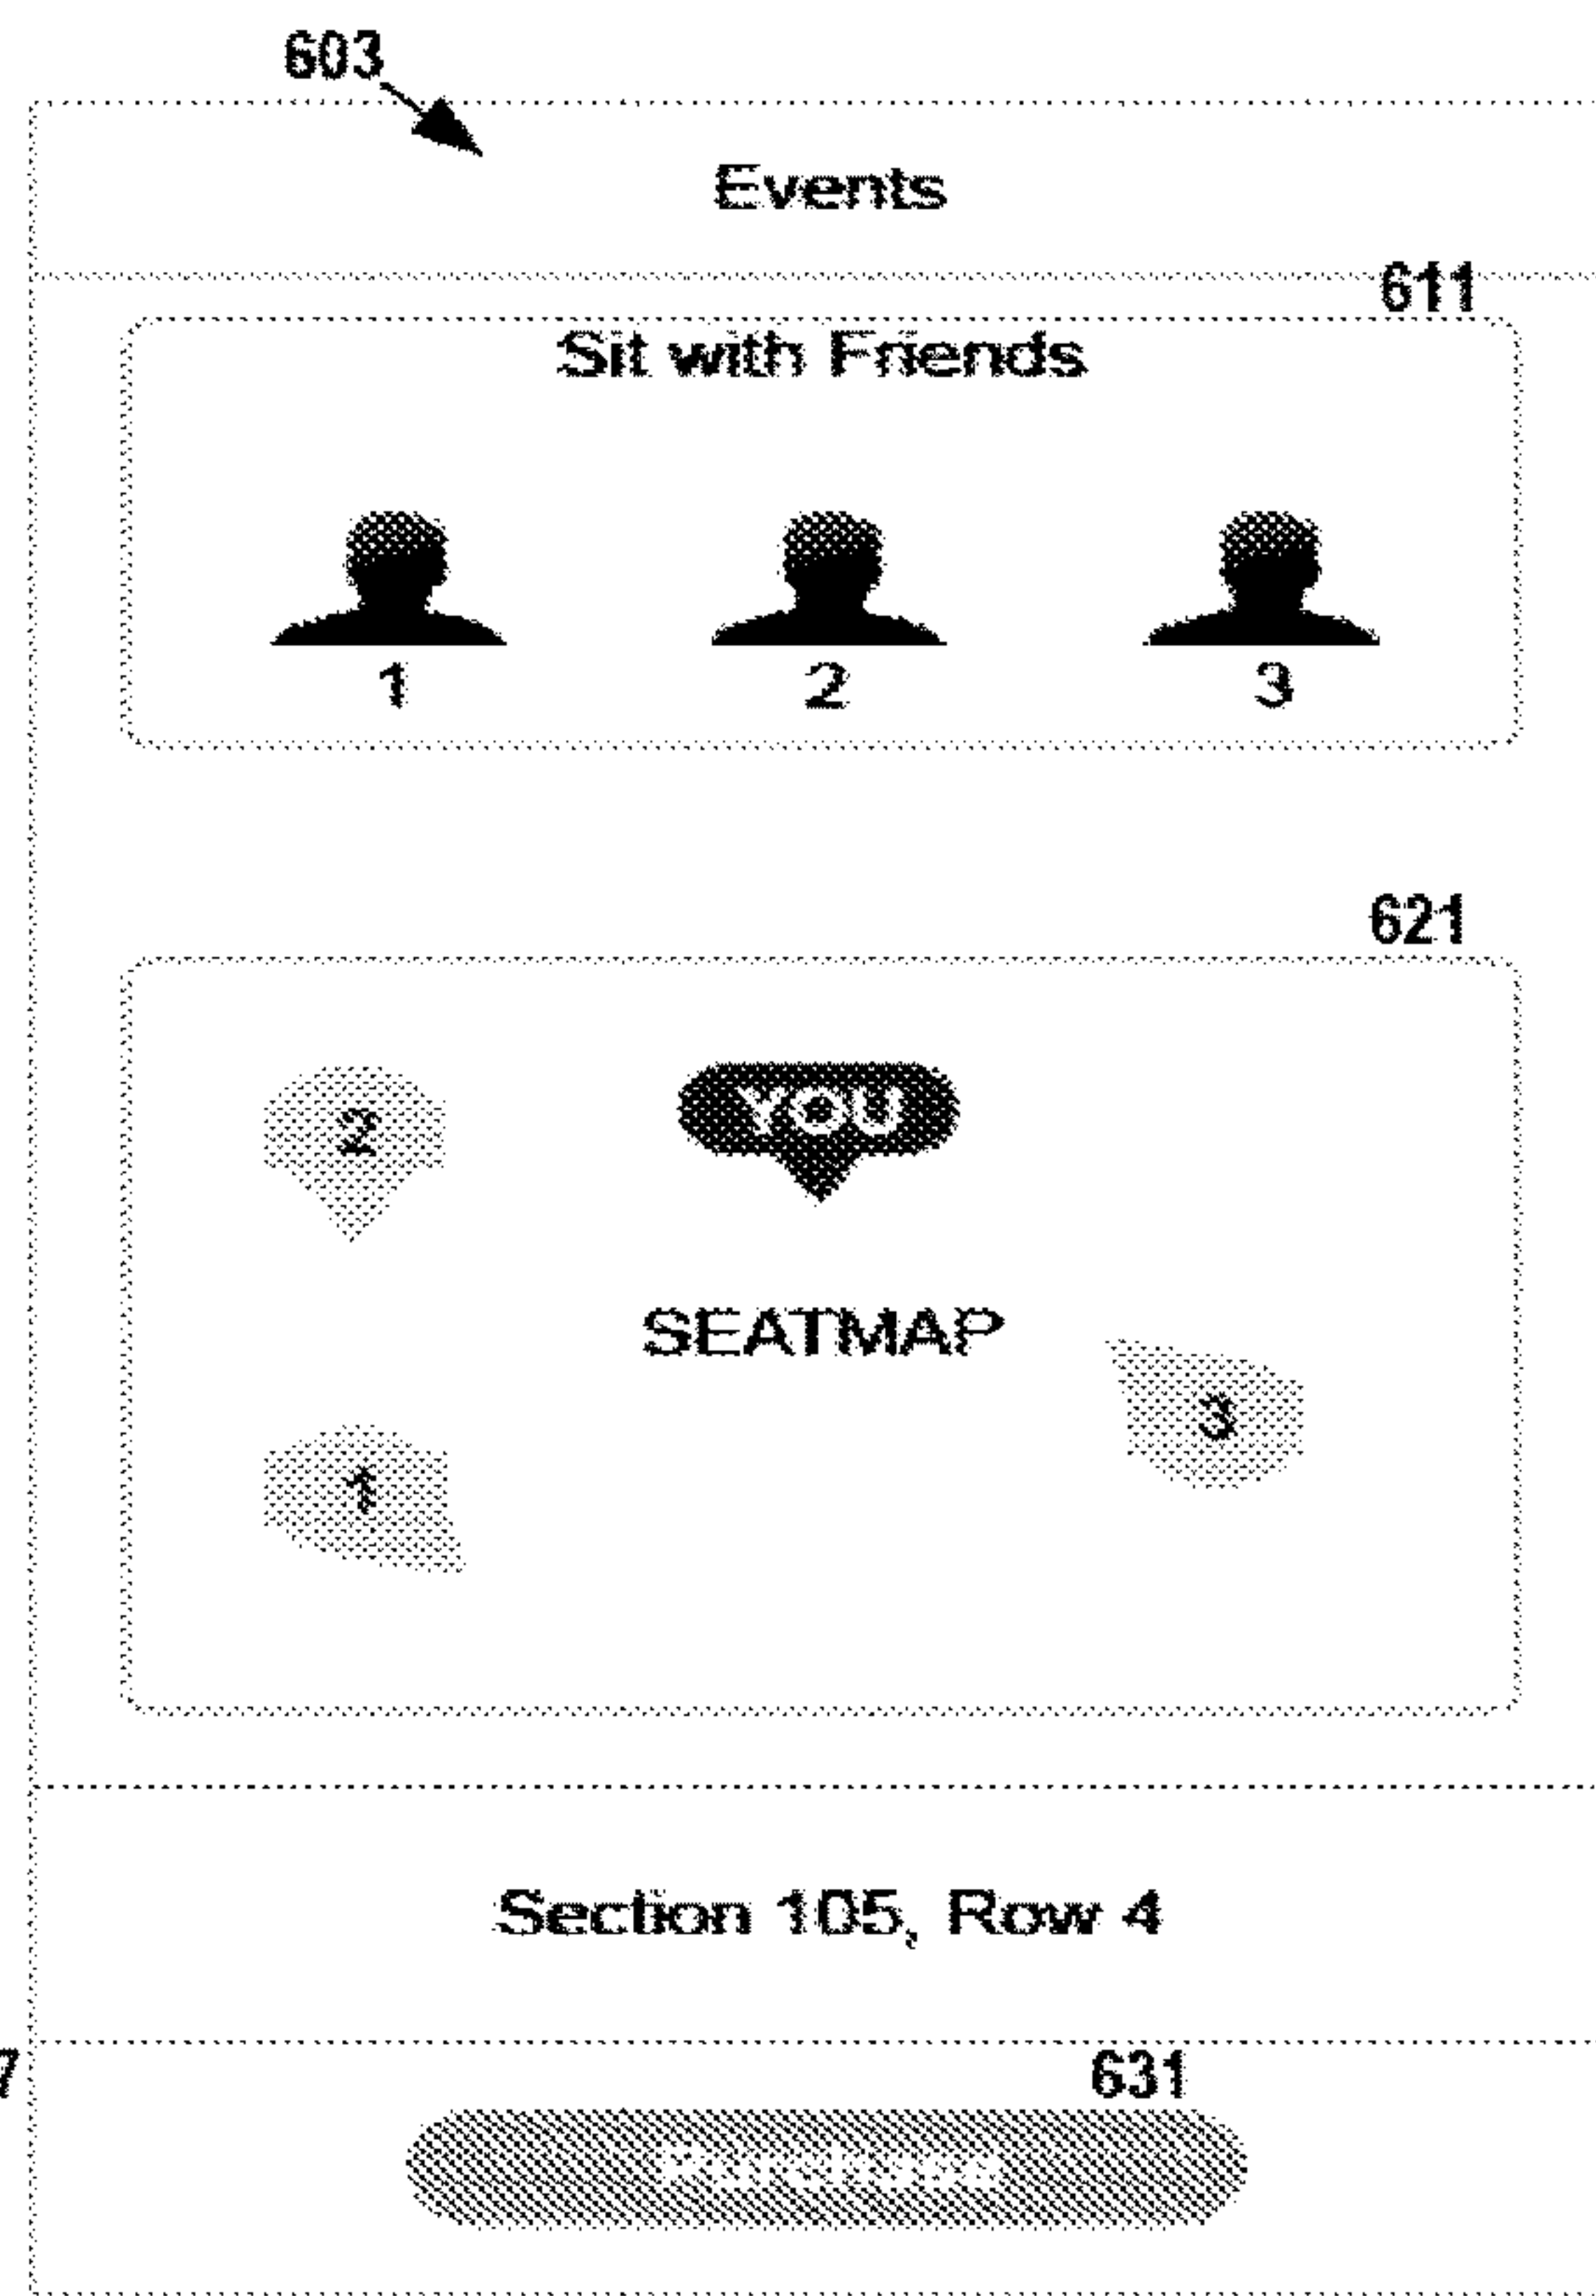 603
Events
611
Sit with Friends
1 2 3
621
2 YOU
SEATMAP
3
1
Section 105, Row 4
7 631
Purchase